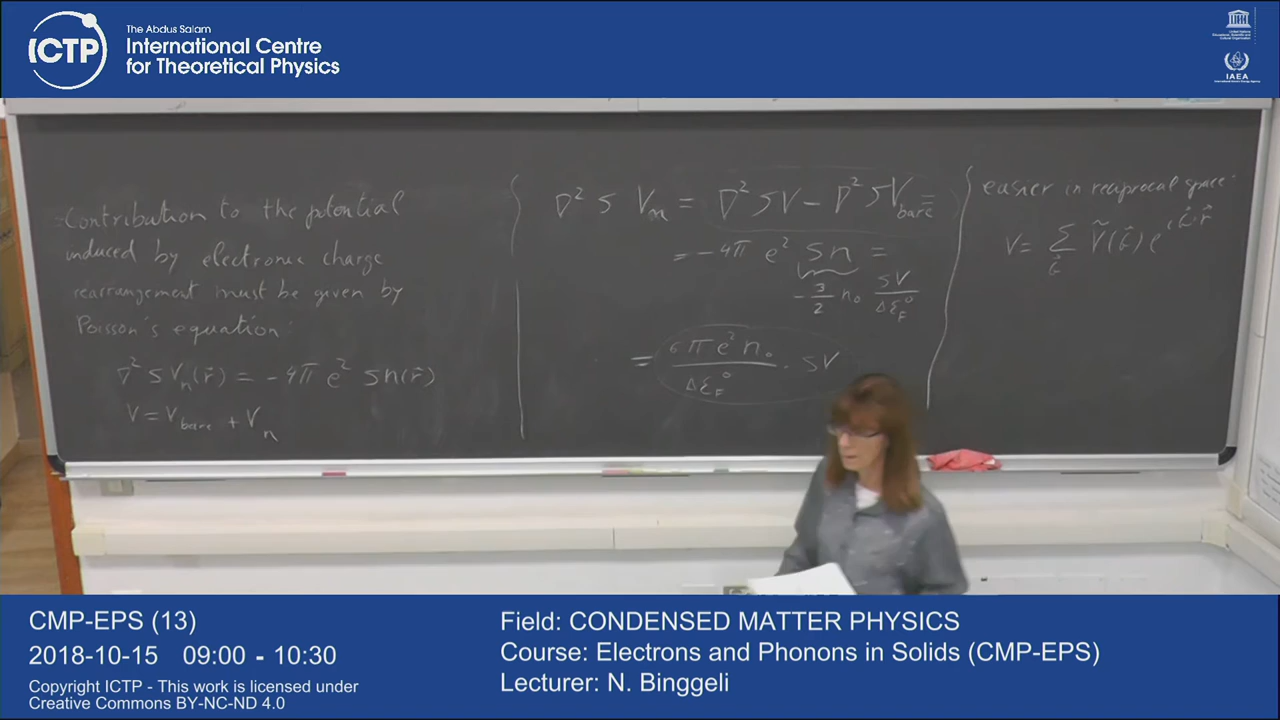 The Abdus Salam
ICTP
International Centre
for Theoretical Physics
IAEA
Contribution to the potential
induced by electronic charge
rearrangement must be given by
Poisson's equation:
∇² δV_n(r⃗) = -4π e² δn(r⃗)
V = V_bare + V_n
∇² δ V_n = ∇² δV - ∇² δV_bare =
= -4π e² δn =
-3/2 n₀ δV/Δε_F⁰
= 6π e² n₀ / Δε_F⁰ · δV
easier in reciprocal space:
V = Σ_k⃗ Ṽ(k⃗) e^{i k⃗·r⃗}
CMP-EPS (13)
2018-10-15 09:00 - 10:30
Copyright ICTP - This work is licensed under
Creative Commons BY-NC-ND 4.0
Field: CONDENSED MATTER PHYSICS
Course: Electrons and Phonons in Solids (CMP-EPS)
Lecturer: N. Binggeli